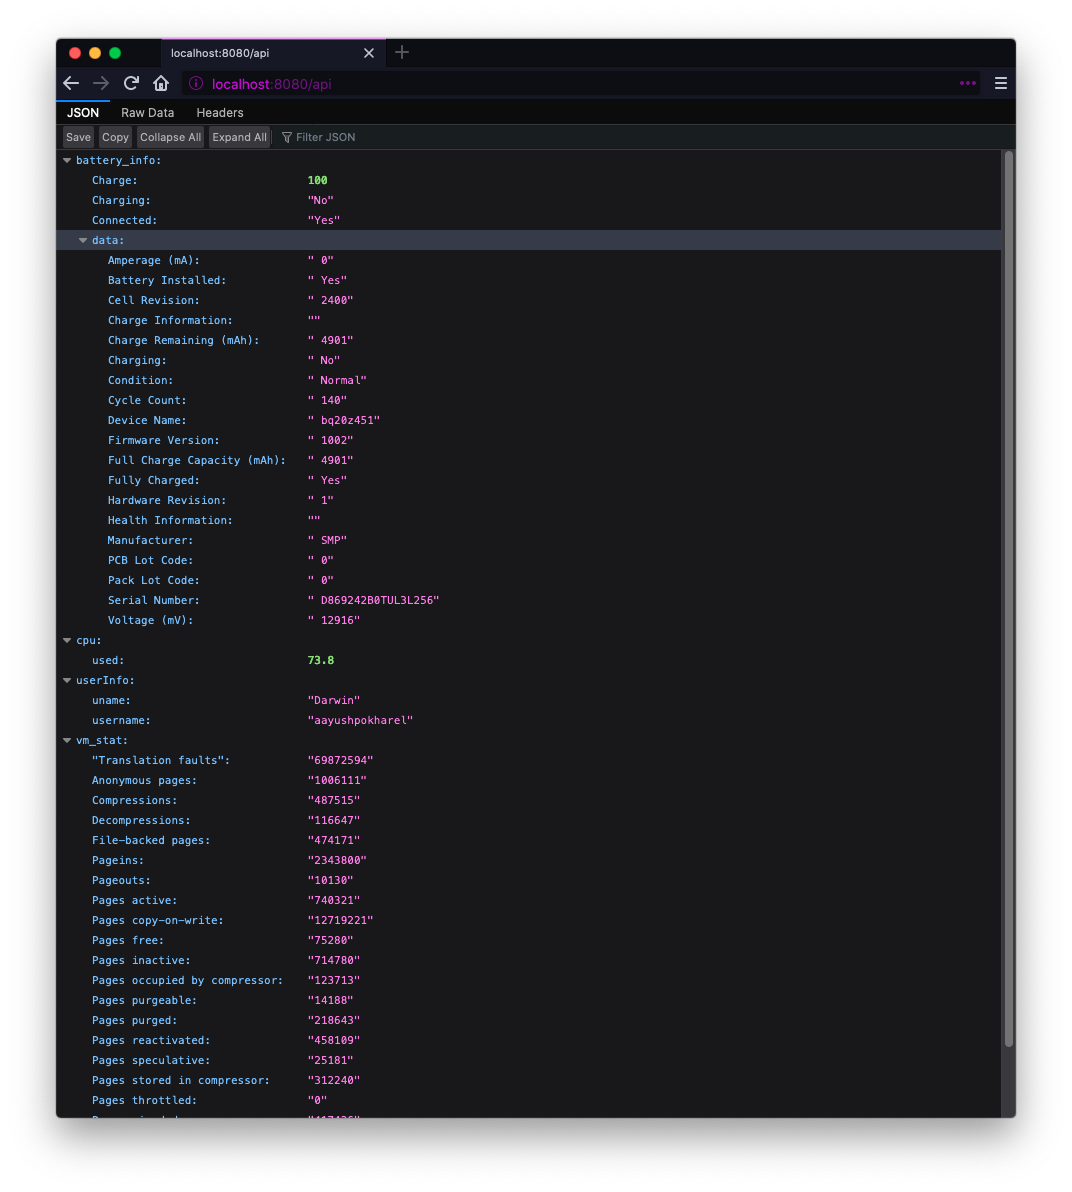 localhost:8080/api
localhost:8080/api
JSON Raw Data Headers
Save Copy Collapse All Expand All Filter JSON
battery_info:
Charge: 100
Charging: "No"
Connected: "Yes"
data:
Amperage (mA): " 0"
Battery Installed: " Yes"
Cell Revision: " 2400"
Charge Information: ""
Charge Remaining (mAh): " 4901"
Charging: " No"
Condition: " Normal"
Cycle Count: " 140"
Device Name: " bq20z451"
Firmware Version: " 1002"
Full Charge Capacity (mAh): " 4901"
Fully Charged: " Yes"
Hardware Revision: " 1"
Health Information: ""
Manufacturer: " SMP"
PCB Lot Code: " 0"
Pack Lot Code: " 0"
Serial Number: " D869242B0TUL3L256"
Voltage (mV): " 12916"
cpu:
used: 73.8
userInfo:
uname: "Darwin"
username: "aayushpokharel"
vm_stat:
"Translation faults": "69872594"
Anonymous pages: "1006111"
Compressions: "487515"
Decompressions: "116647"
File-backed pages: "474171"
Pageins: "2343800"
Pageouts: "10130"
Pages active: "740321"
Pages copy-on-write: "12719221"
Pages free: "75280"
Pages inactive: "714780"
Pages occupied by compressor: "123713"
Pages purgeable: "14188"
Pages purged: "218643"
Pages reactivated: "458109"
Pages speculative: "25181"
Pages stored in compressor: "312240"
Pages throttled: "0"